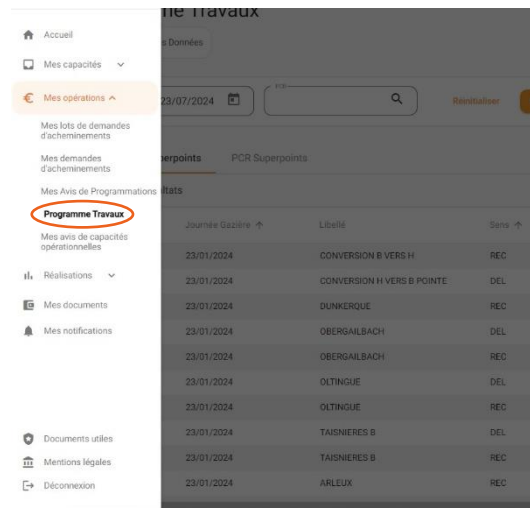 me Travaux
Accueil
s Données
Mes capacités
Mes opérations
23/07/2024
PCR
Réinitialiser
Mes lots de demandes
d'acheminements
Mes demandes
d'acheminements
erpoints
PCR Superpoints
Mes Avis de Programmations
ltats
Programme Travaux
Journée Gazière
Libellé
Sens
Mes avis de capacités
opérationnelles
23/01/2024 CONVERSION B VERS H REC
Réalisations
23/01/2024 CONVERSION H VERS B POINTE DEL
Mes documents
23/01/2024 DUNKERQUE REC
Mes notifications
23/01/2024 OBERGAILBACH DEL
23/01/2024 OBERGAILBACH REC
23/01/2024 OLTINGUE DEL
23/01/2024 OLTINGUE REC
Documents utiles
23/01/2024 TAISNIERES B DEL
Mentions légales
23/01/2024 TAISNIERES B REC
Déconnexion
23/01/2024 ARLEUX REC